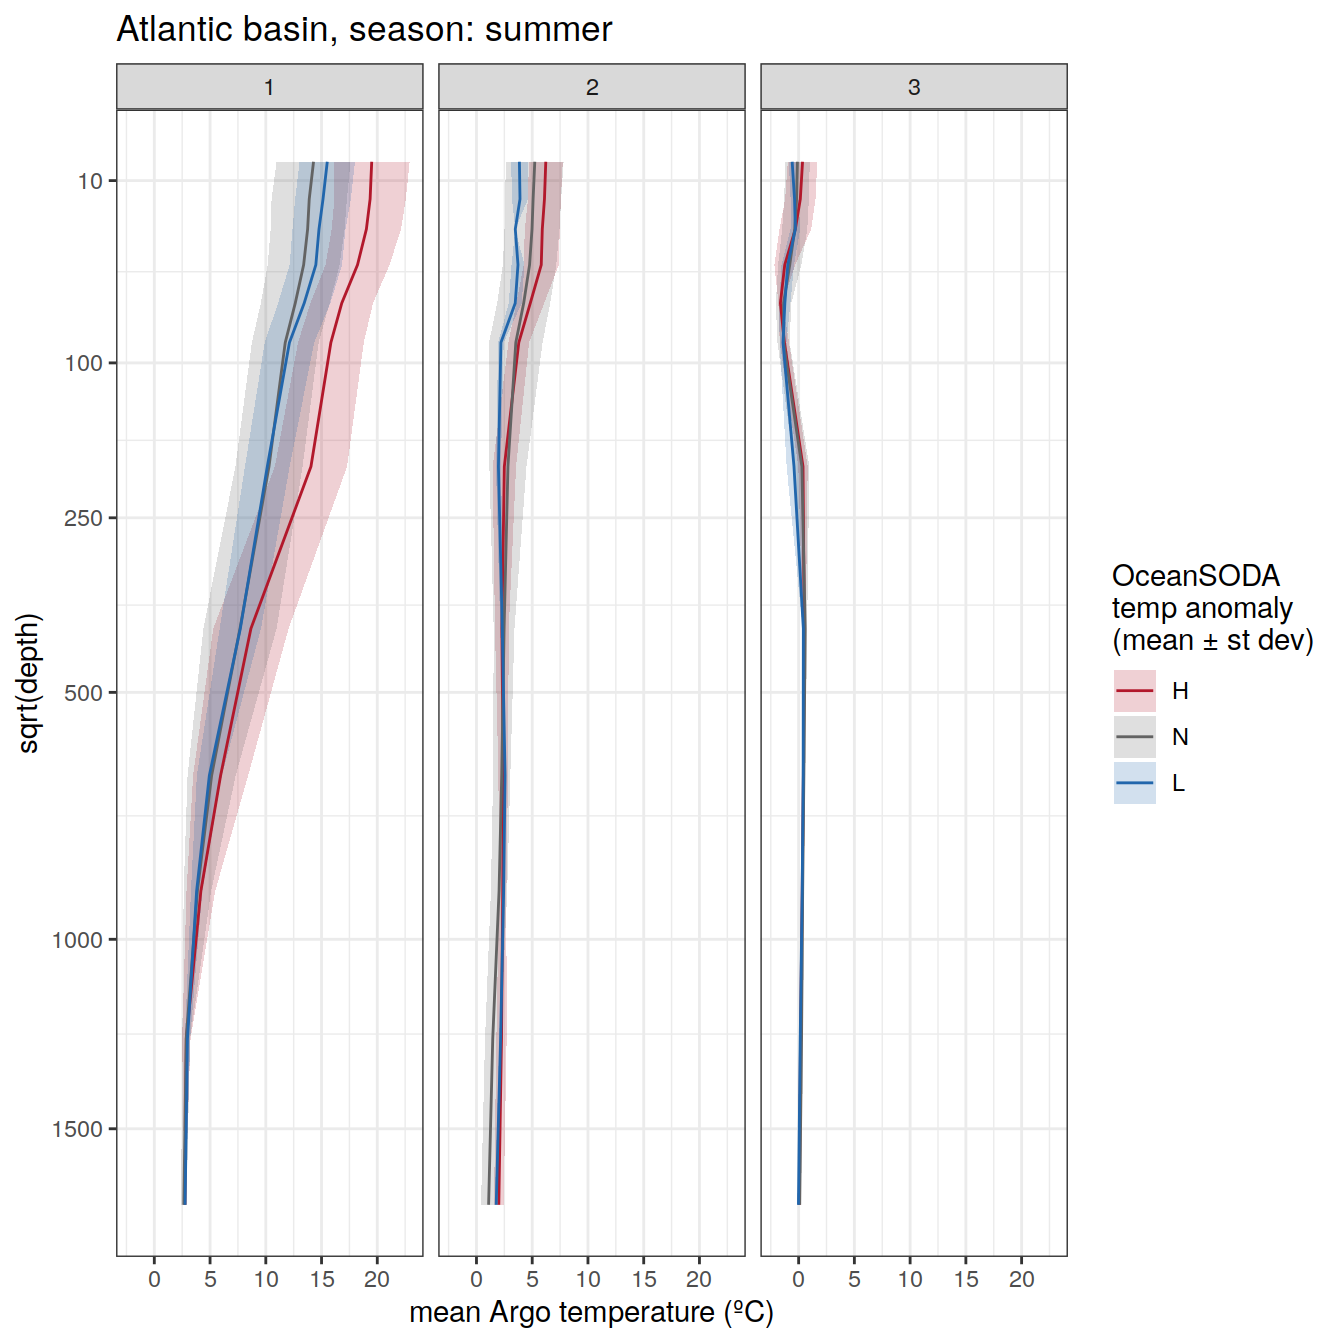 Atlantic basin, season: summer
1 2 3
10
100
250
500
1000
1500
sqrt(depth)
0 5 10 15 20 0 5 10 15 20 0 5 10 15 20
mean Argo temperature (ºC)
OceanSODA
temp anomaly
(mean ± st dev)
H
N
L